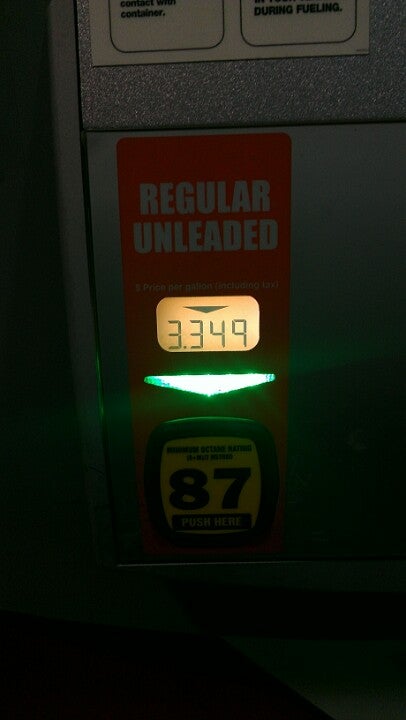 contact with
container.
DURING FUELING.
REGULAR
UNLEADED
$ Price per gallon (including tax)
3.349
MINIMUM OCTANE RATING
(R+M)/2 METHOD
87
PUSH HERE